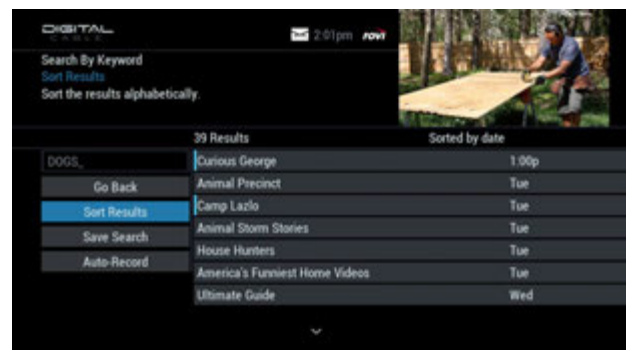 DIGITAL
CABLE
2:01pm rovi
Search By Keyword
Sort Results
Sort the results alphabetically.
39 Results Sorted by date
DOGS_
Go Back
Sort Results
Save Search
Auto-Record
Curious George 1:00p
Animal Precinct Tue
Camp Lazlo Tue
Animal Storm Stories Tue
House Hunters Tue
America's Funniest Home Videos Tue
Ultimate Guide Wed